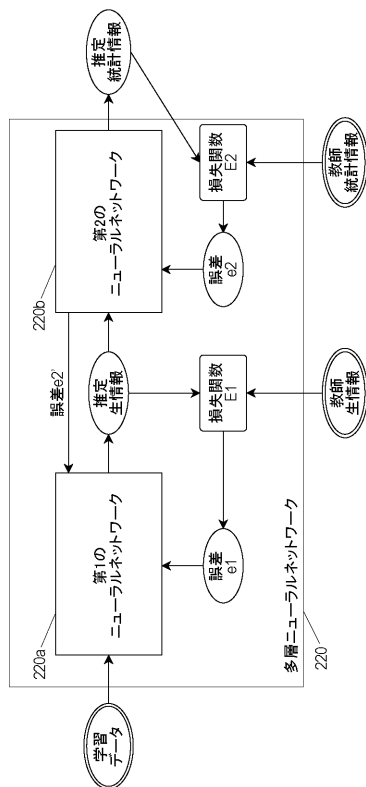 学習
データ
220a
第1の
ニューラルネットワーク
誤差e2'
220b
第2の
ニューラルネットワーク
推定
統計情報
推定
生情報
誤差
e1
損失関数
E1
誤差
e2
損失関数
E2
多層ニューラルネットワーク
220
教師
生情報
教師
統計情報